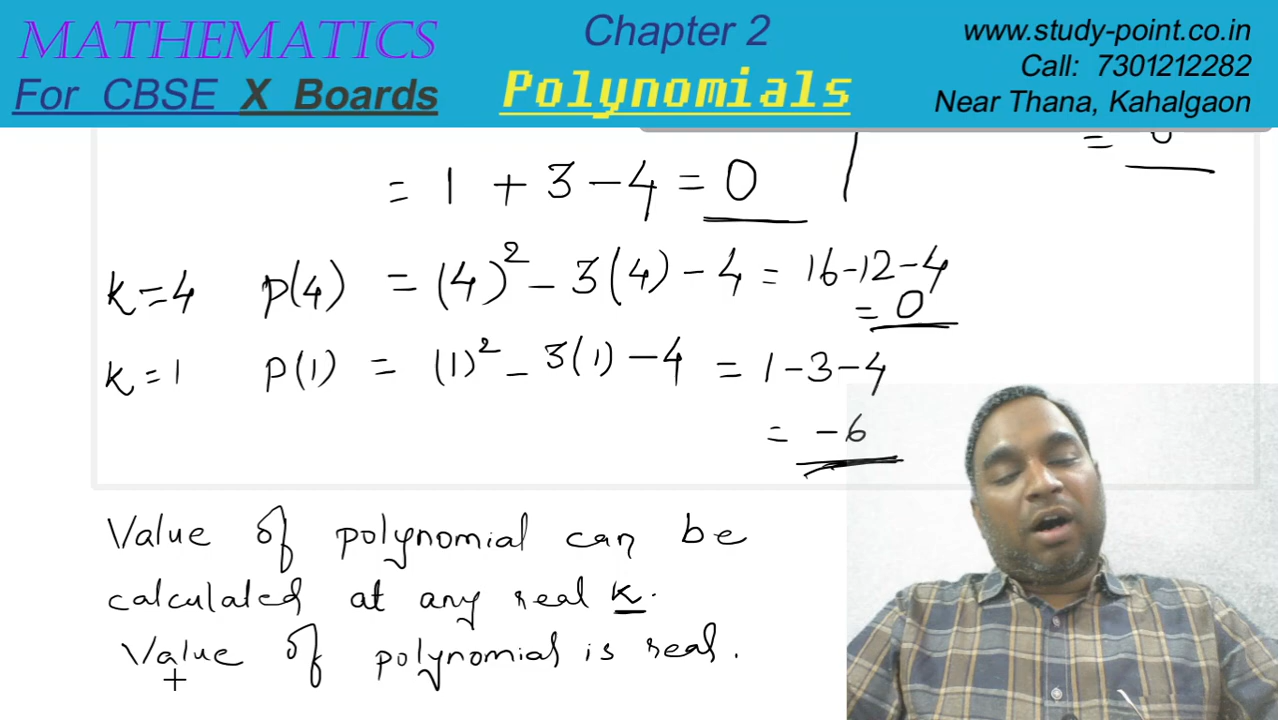 MATHEMATICS
For CBSE X Boards
Chapter 2
Polynomials
www.study-point.co.in
Call: 7301212282
Near Thana, Kahalgaon
= 0
= 1 + 3 - 4 = 0
k=4 p(4) = (4)² - 3(4) - 4 = 16-12-4
= 0
k=1 p(1) = (1)² - 3(1) - 4 = 1-3-4
= -6
Value of polynomial can be
calculated at any real k.
Value of polynomial is real.